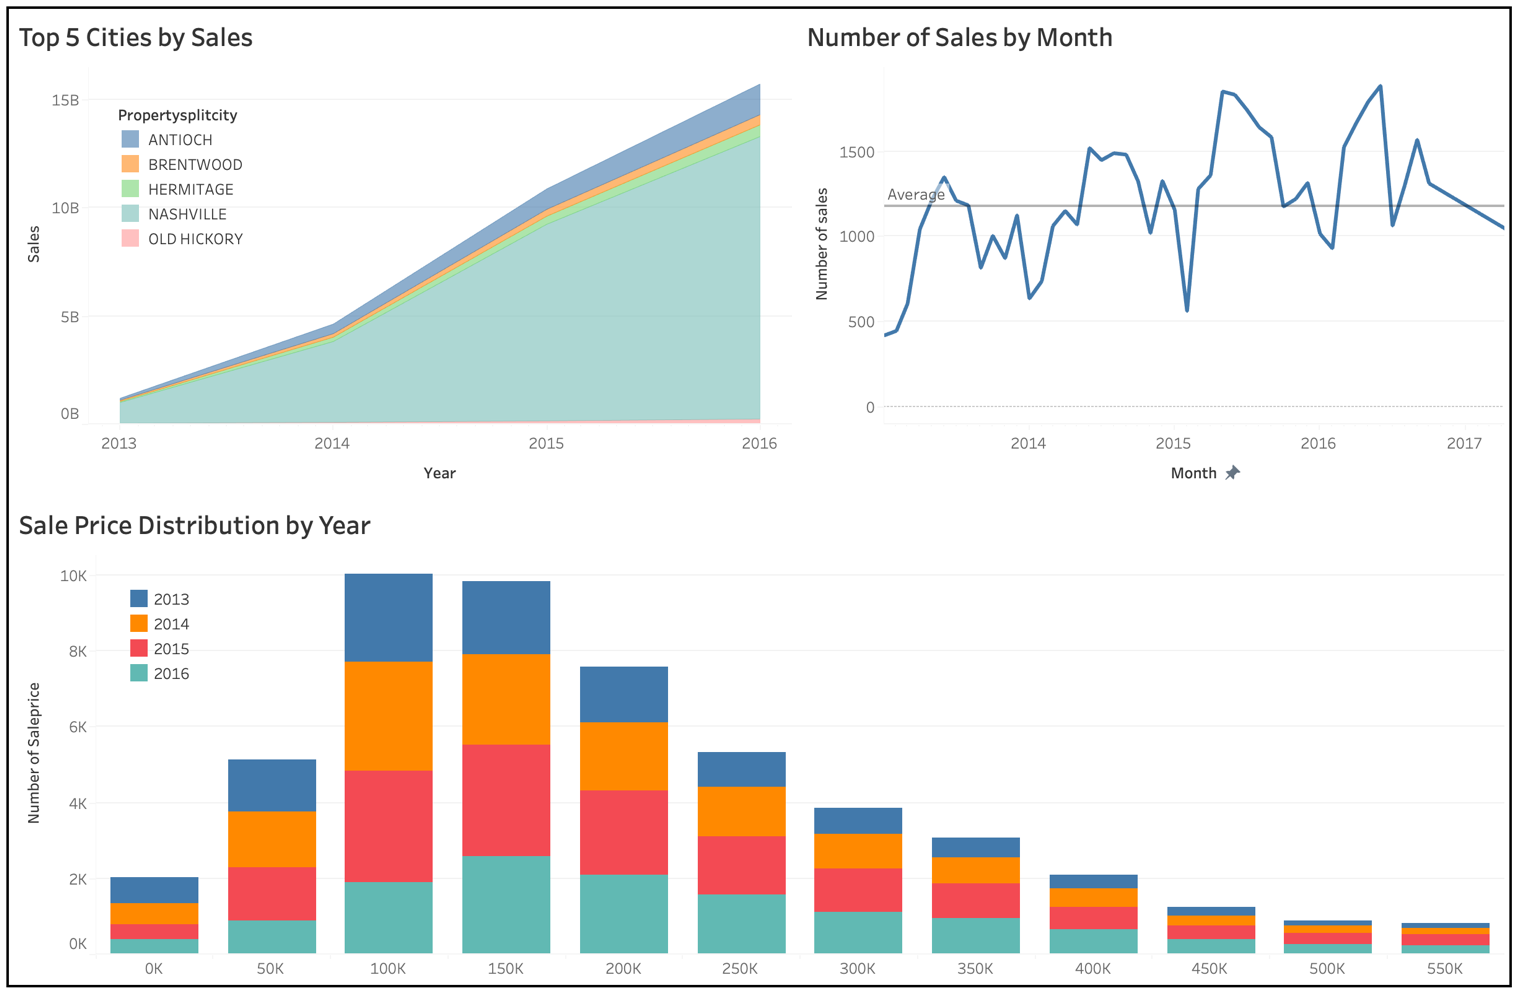 Top 5 Cities by Sales
15B
10B
5B
0B
Sales
Propertysplitcity
ANTIOCH
BRENTWOOD
HERMITAGE
NASHVILLE
OLD HICKORY
2013 2014 2015 2016
Year
Number of Sales by Month
1500
1000
500
0
Number of sales
Average
2014 2015 2016 2017
Month
Sale Price Distribution by Year
10K
8K
6K
4K
2K
0K
Number of Saleprice
2013
2014
2015
2016
0K 50K 100K 150K 200K 250K 300K 350K 400K 450K 500K 550K